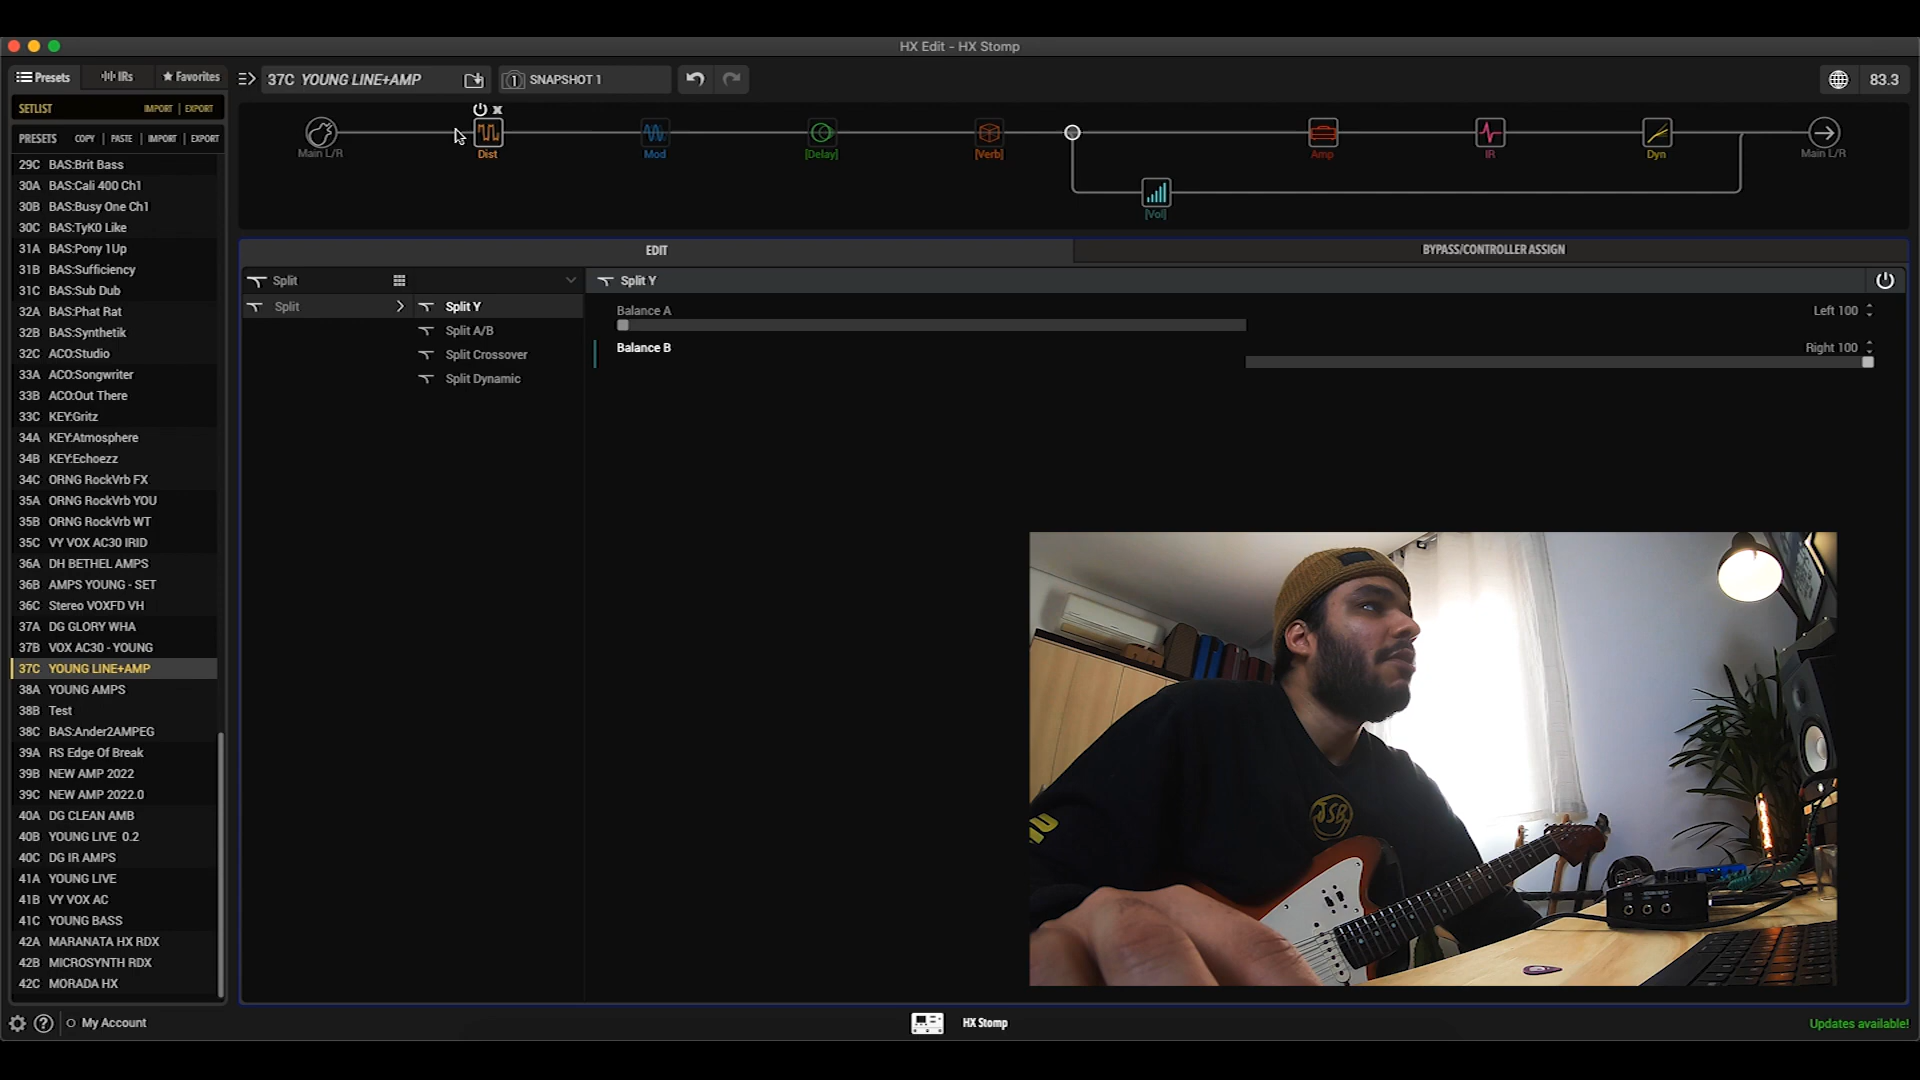 HX Edit - HX Stomp
Presets
IRs
Favorites
37C YOUNG LINE+AMP
1 SNAPSHOT 1
83.3
SETLIST
IMPORT | EXPORT
PRESETS
COPY | PASTE | IMPORT | EXPORT
Main L/R
Dist
Mod
[Delay]
[Verb]
Amp
IR
Dyn
Main L/R
[Vol]
29C BAS:Brit Bass
30A BAS:Cali 400 Ch1
30B BAS:Busy One Ch1
30C BAS:TyK0 Like
31A BAS:Pony 1Up
31B BAS:Sufficiency
31C BAS:Sub Dub
32A BAS:Phat Rat
32B BAS:Synthetik
32C ACO:Studio
33A ACO:Songwriter
33B ACO:Out There
33C KEY:Gritz
34A KEY:Atmosphere
34B KEY:Echoezz
34C ORNG RockVrb FX
35A ORNG RockVrb YOU
35B ORNG RockVrb WT
35C VY VOX AC30 IRID
36A DH BETHEL AMPS
36B AMPS YOUNG - SET
36C Stereo VOXFD VH
37A DG GLORY WHA
37B VOX AC30 - YOUNG
37C YOUNG LINE+AMP
38A YOUNG AMPS
38B Test
38C BAS:Ander2AMPEG
39A RS Edge Of Break
39B NEW AMP 2022
39C NEW AMP 2022.0
40A DG CLEAN AMB
40B YOUNG LIVE 0.2
40C DG IR AMPS
41A YOUNG LIVE
41B VY VOX AC
41C YOUNG BASS
42A MARANATA HX RDX
42B MICROSYNTH RDX
42C MORADA HX
EDIT
BYPASS/CONTROLLER ASSIGN
Split
Split
Split Y
Split A/B
Split Crossover
Split Dynamic
Split Y
Balance A
Left 100
Balance B
Right 100
JSB
My Account
HX Stomp
Updates available!